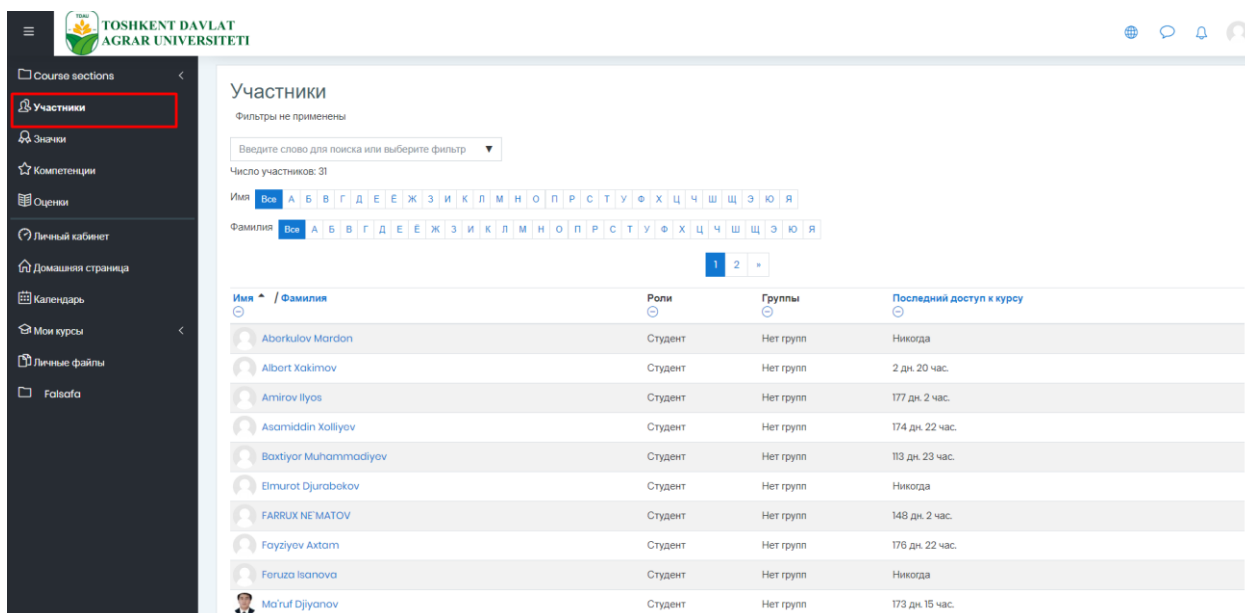 TDAU
TOSHKENT DAVLAT
AGRAR UNIVERSITETI
Course sections
Участники
Значки
Компетенции
Оценки
Личный кабинет
Домашняя страница
Календарь
Мои курсы
Личные файлы
Falsafa
Участники
Фильтры не применены
Введите слово для поиска или выберите фильтр ▼
Число участников: 31
Имя Все А Б В Г Д Е Ё Ж З И К Л М Н О П Р С Т У Ф Х Ц Ч Ш Щ Э Ю Я
Фамилия Все А Б В Г Д Е Ё Ж З И К Л М Н О П Р С Т У Ф Х Ц Ч Ш Щ Э Ю Я
1 2 »
Имя / Фамилия Роли Группы Последний доступ к курсу
Aberkulov Mardon Студент Нет групп Никогда
Albert Xakimov Студент Нет групп 2 дн. 20 час.
Amirov Ilyos Студент Нет групп 177 дн. 2 час.
Asamiddin Xolliyev Студент Нет групп 174 дн. 22 час.
Baxtiyor Muhammadiyev Студент Нет групп 113 дн. 23 час.
Elmurot Djurabekov Студент Нет групп Никогда
FARRUX NE'MATOV Студент Нет групп 148 дн. 2 час.
Fayziyev Axtam Студент Нет групп 176 дн. 22 час.
Feruza Isanova Студент Нет групп Никогда
Ma'ruf Djiyanov Студент Нет групп 173 дн. 15 час.